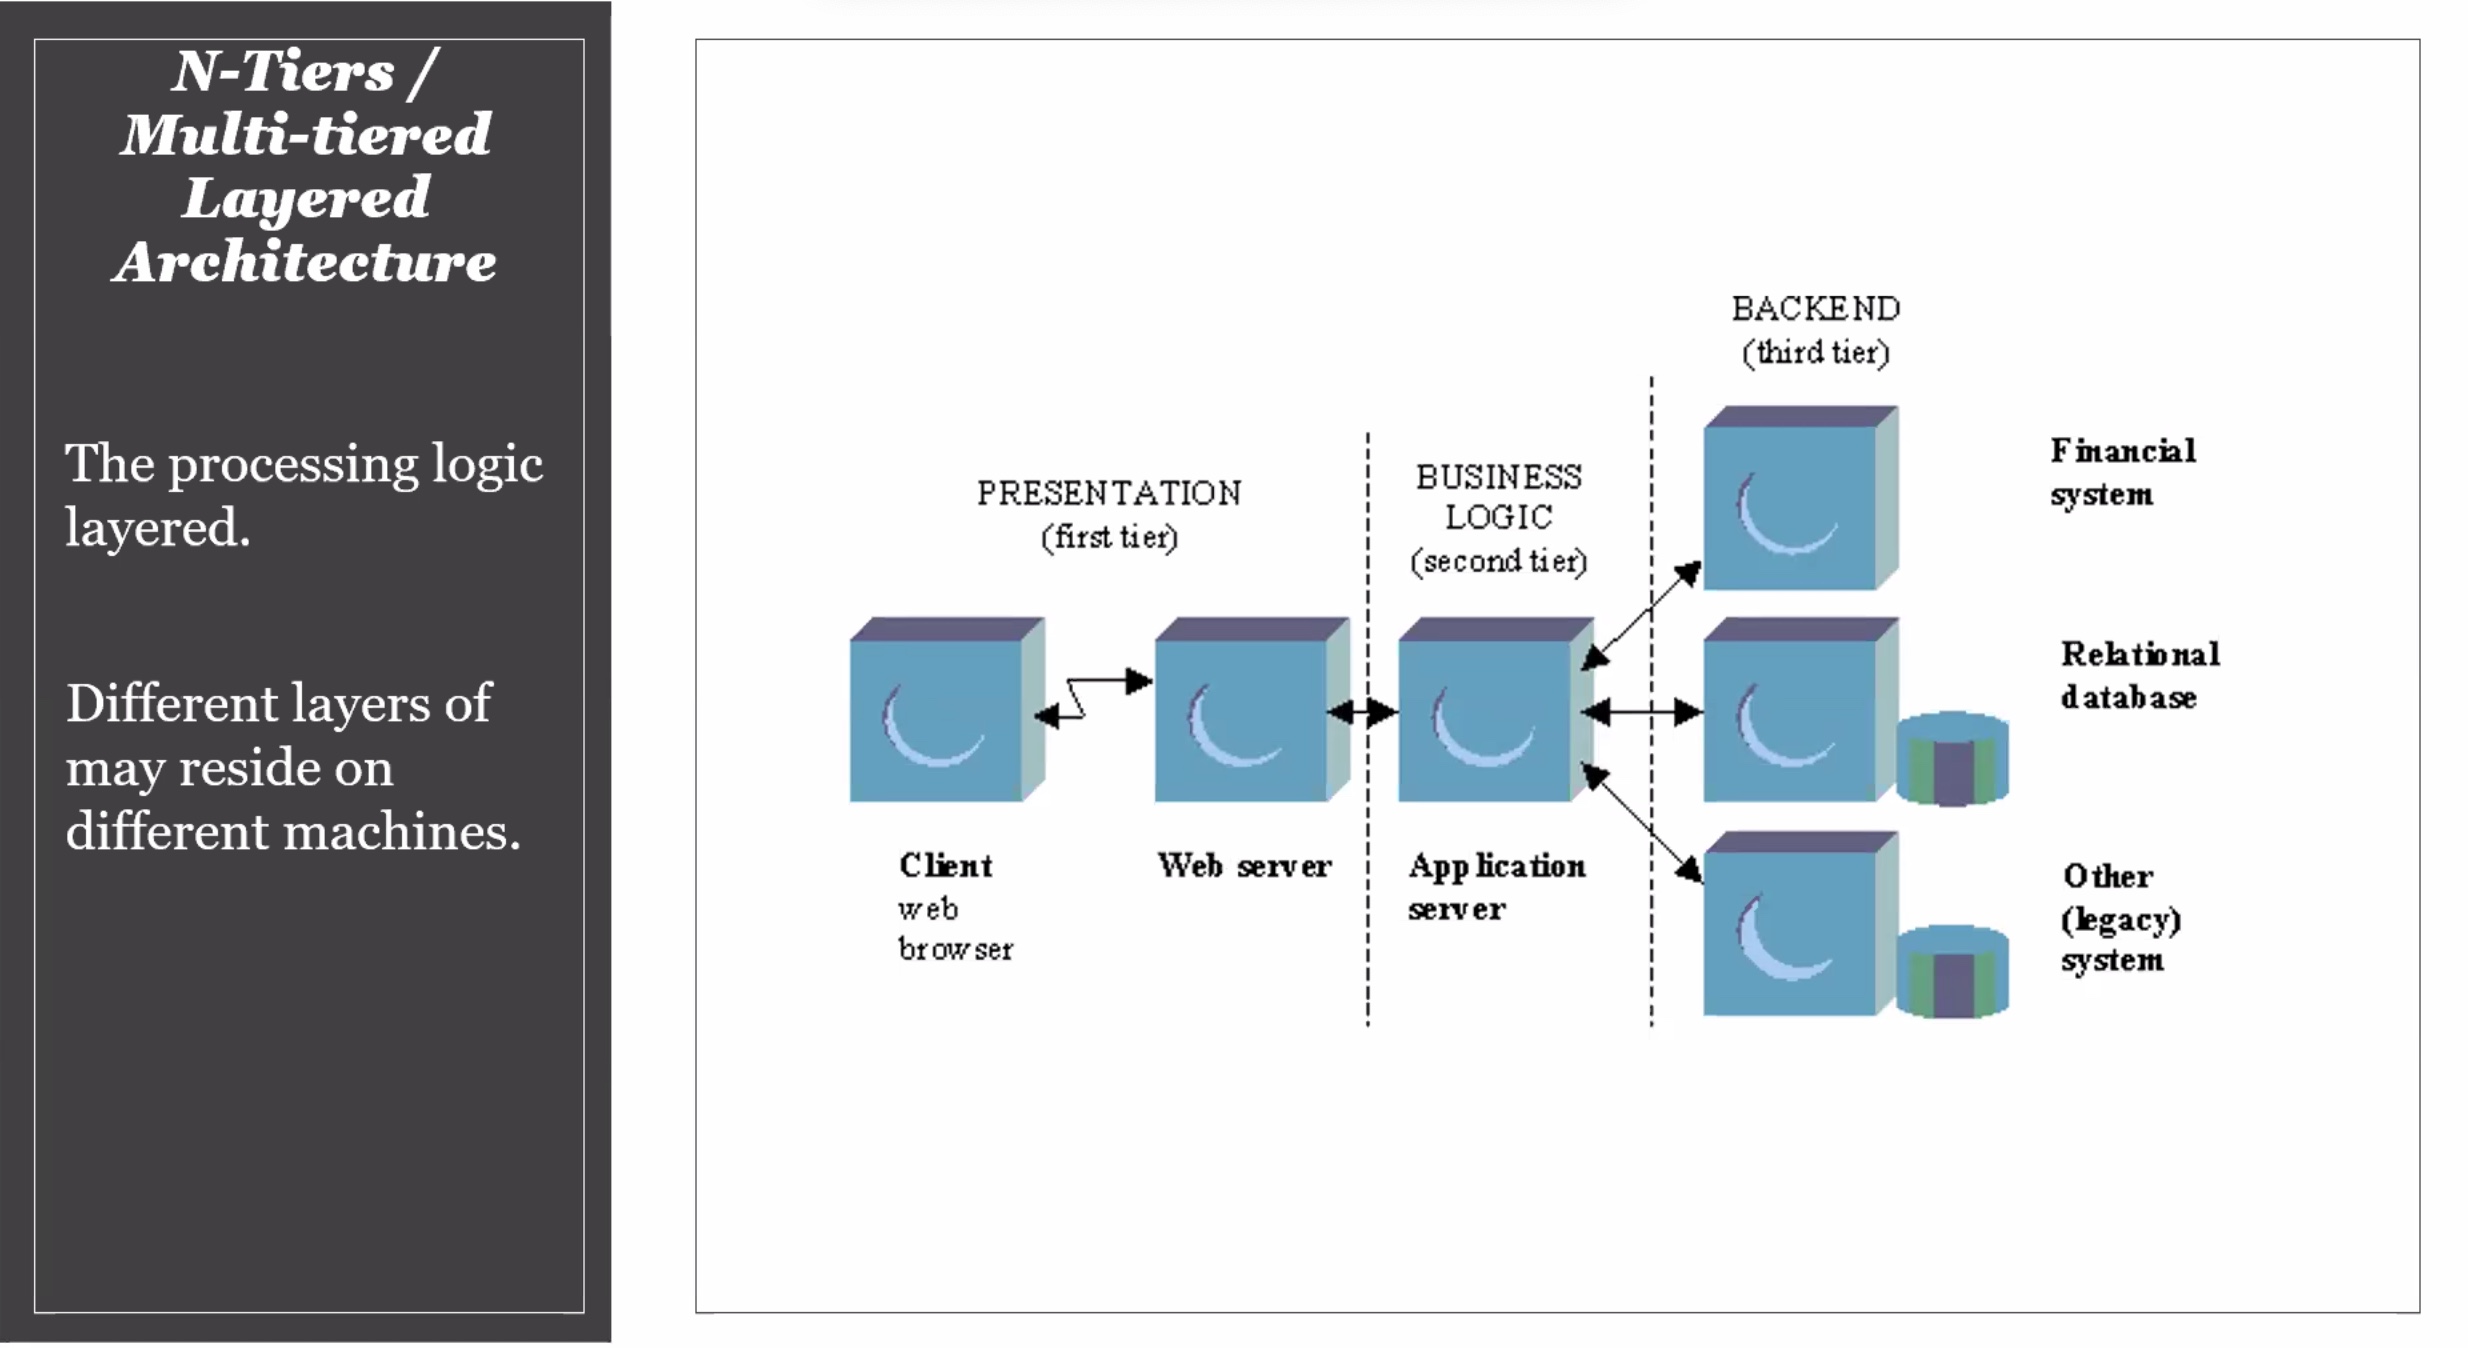 N-Tiers /
Multi-tiered
Layered
Architecture
The processing logic
layered.
Different layers of
may reside on
different machines.
BACKEND
(third tier)
Financial
system
PRESENTATION
(first tier)
BUSINESS
LOGIC
(second tier)
Relational
database
Client
web
browser
Web server
Application
server
Other
(legacy)
system